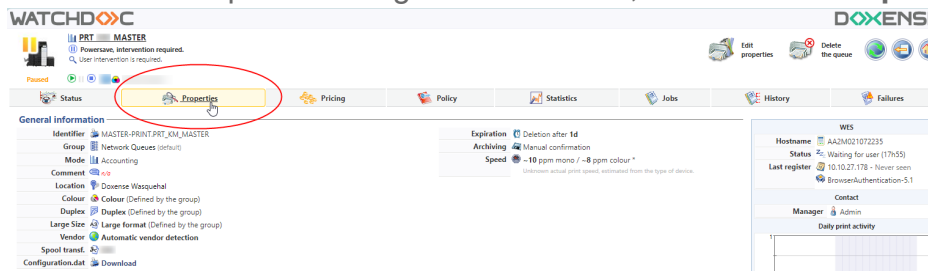 WATCHDOC
DOXENS
PRT MASTER
Powersave, intervention required.
User intervention is required.
Paused
Edit properties
Delete the queue
Status Properties Pricing Policy Statistics Jobs History Failures
General information
Identifier MASTER-PRINT.PRT_KM_MASTER
Group Network Queues (default)
Mode Accounting
Comment n/a
Location Doxense Wasquehal
Colour Colour (Defined by the group)
Duplex Duplex (Defined by the group)
Large Size Large format (Defined by the group)
Vendor Automatic vendor detection
Spool transf.
Configuration.dat Download
Expiration Deletion after 1d
Archiving Manual confirmation
Speed ~10 ppm mono / ~8 ppm colour *
Unknown actual print speed, estimated from the type of device.
WES
Hostname AA2M021072235
Status Waiting for user (17h55)
Last register 10.10.27.178 - Never seen
BrowserAuthentication-5.1
Contact
Manager Admin
Daily print activity